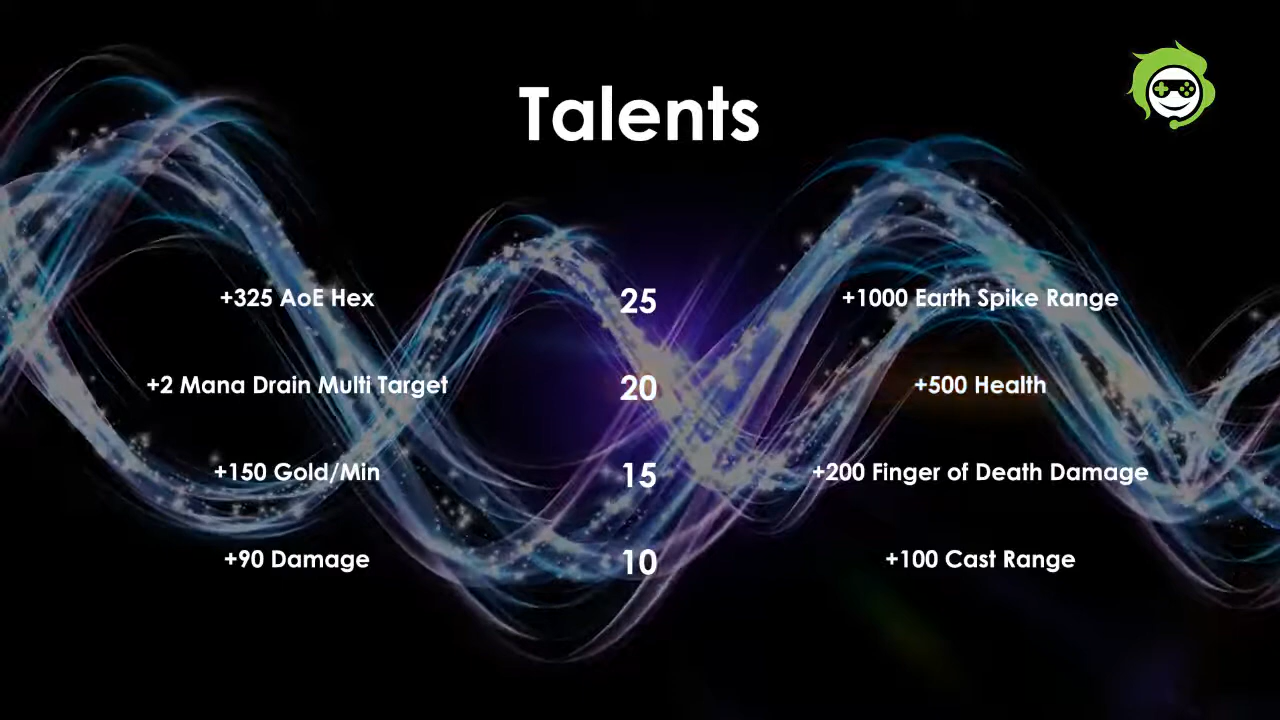 Talents
+325 AoE Hex 25 +1000 Earth Spike Range
+2 Mana Drain Multi Target 20 +500 Health
+150 Gold/Min 15 +200 Finger of Death Damage
+90 Damage 10 +100 Cast Range